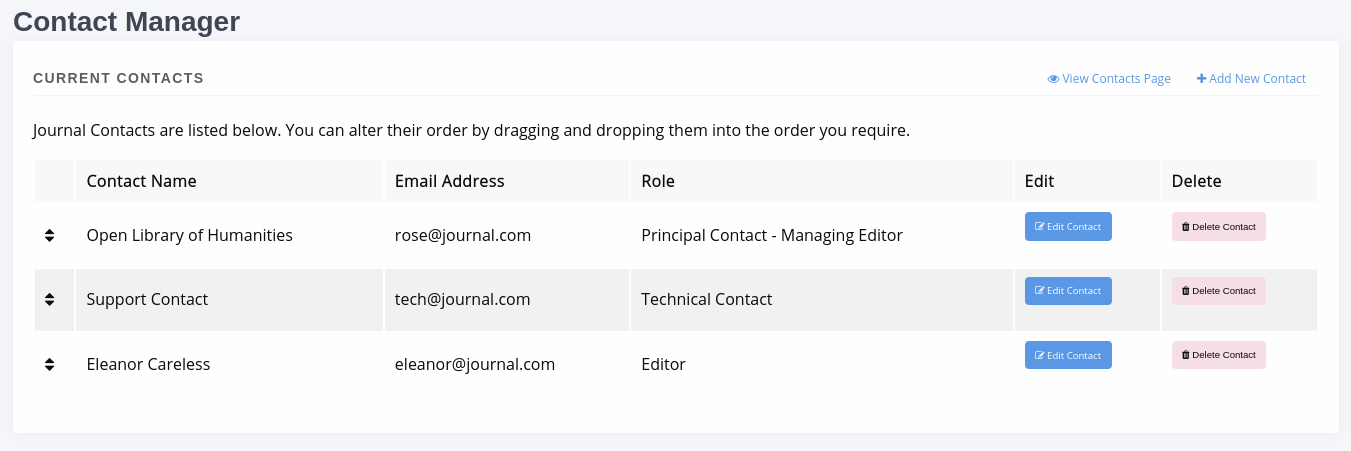 Contact Manager
CURRENT CONTACTS View Contacts Page Add New Contact
Journal Contacts are listed below. You can alter their order by dragging and dropping them into the order you require.
Contact Name Email Address Role Edit Delete
Open Library of Humanities rose@journal.com Principal Contact - Managing Editor Edit Contact Delete Contact
Support Contact tech@journal.com Technical Contact Edit Contact Delete Contact
Eleanor Careless eleanor@journal.com Editor Edit Contact Delete Contact